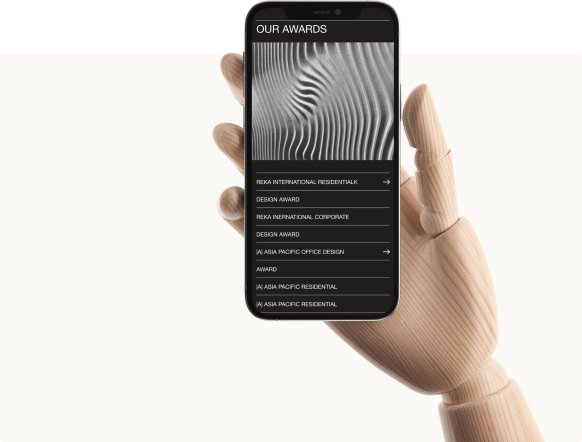 OUR AWARDS
REKA INTERNATIONAL RESIDENTIALK
DESIGN AWARD
REKA INERNATIONAL CORPORATE
DESIGN AWARD
|A| ASIA PACIFIC OFFICE DESIGN
AWARD
|A| ASIA PACIFIC RESIDENTIAL
|A| ASIA PACIFIC RESIDENTIAL